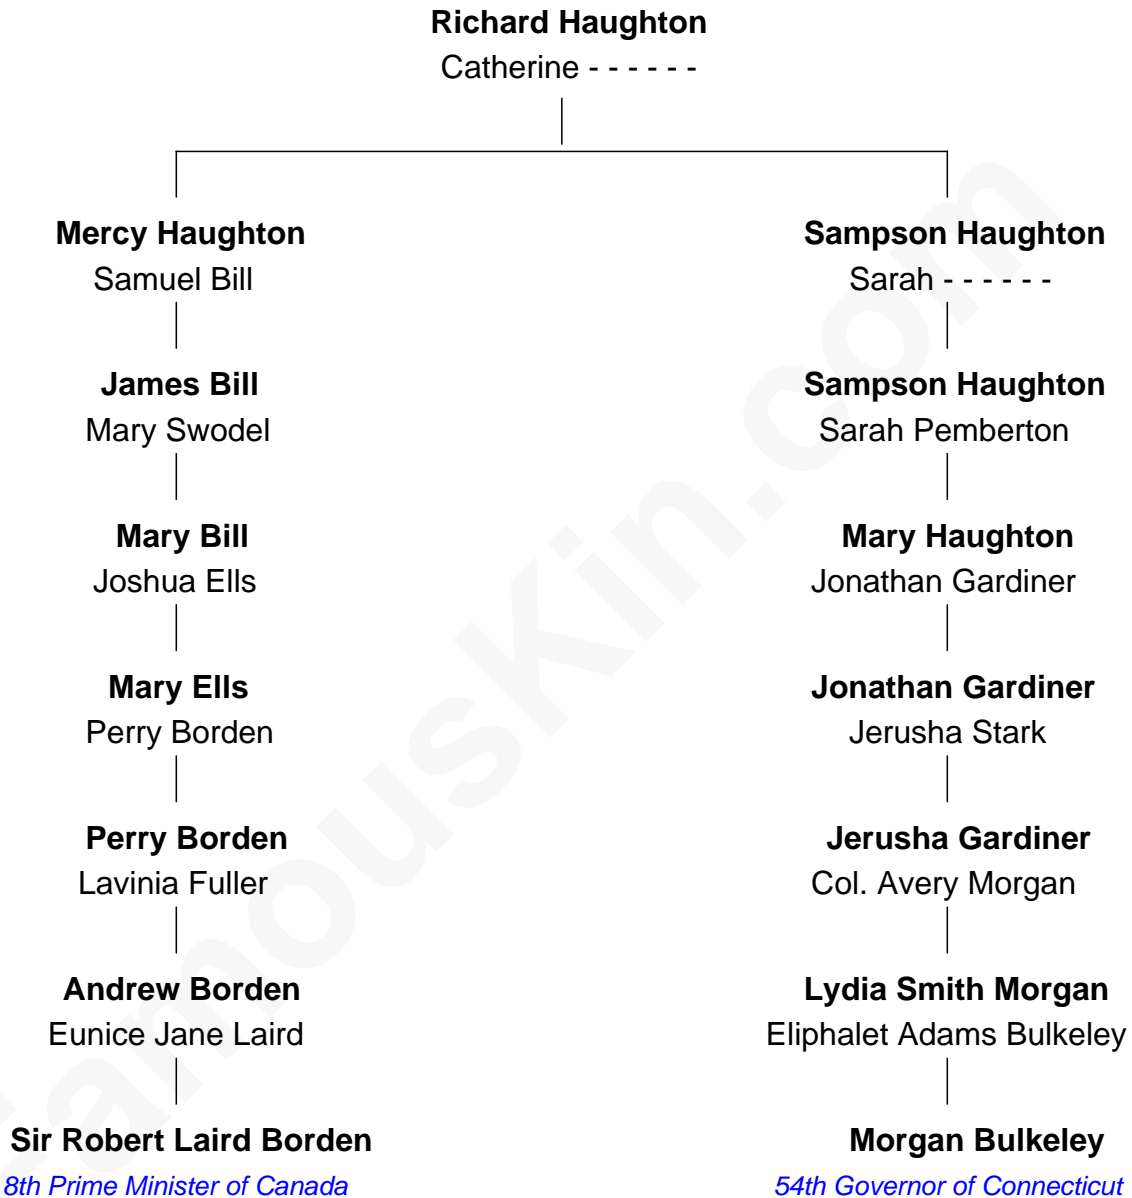 Richard Haughton
Catherine - - - - - -
Mercy Haughton
Samuel Bill
Sampson Haughton
Sarah - - - - - -
James Bill
Mary Swodel
Sampson Haughton
Sarah Pemberton
Mary Bill
Joshua Ells
Mary Haughton
Jonathan Gardiner
Mary Ells
Perry Borden
Jonathan Gardiner
Jerusha Stark
Perry Borden
Lavinia Fuller
Jerusha Gardiner
Col. Avery Morgan
Andrew Borden
Eunice Jane Laird
Lydia Smith Morgan
Eliphalet Adams Bulkeley
Sir Robert Laird Borden
8th Prime Minister of Canada
Morgan Bulkeley
54th Governor of Connecticut
FamousKin.com